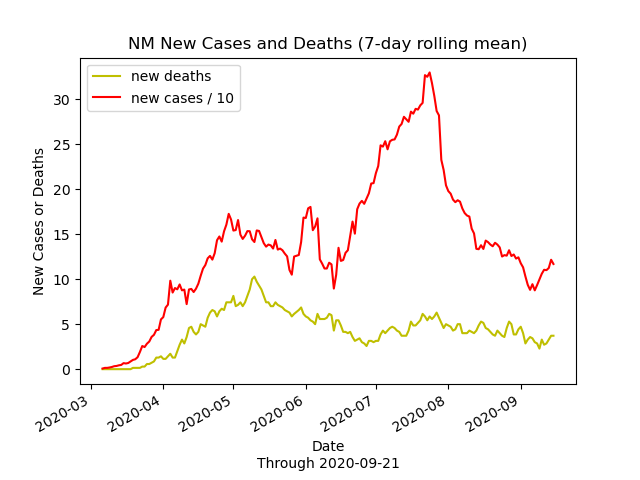 NM New Cases and Deaths (7-day rolling mean)
new deaths
new cases / 10
New Cases or Deaths
30
25
20
15
10
5
0
2020-03
2020-04
2020-05
2020-06
2020-07
2020-08
2020-09
Date
Through 2020-09-21